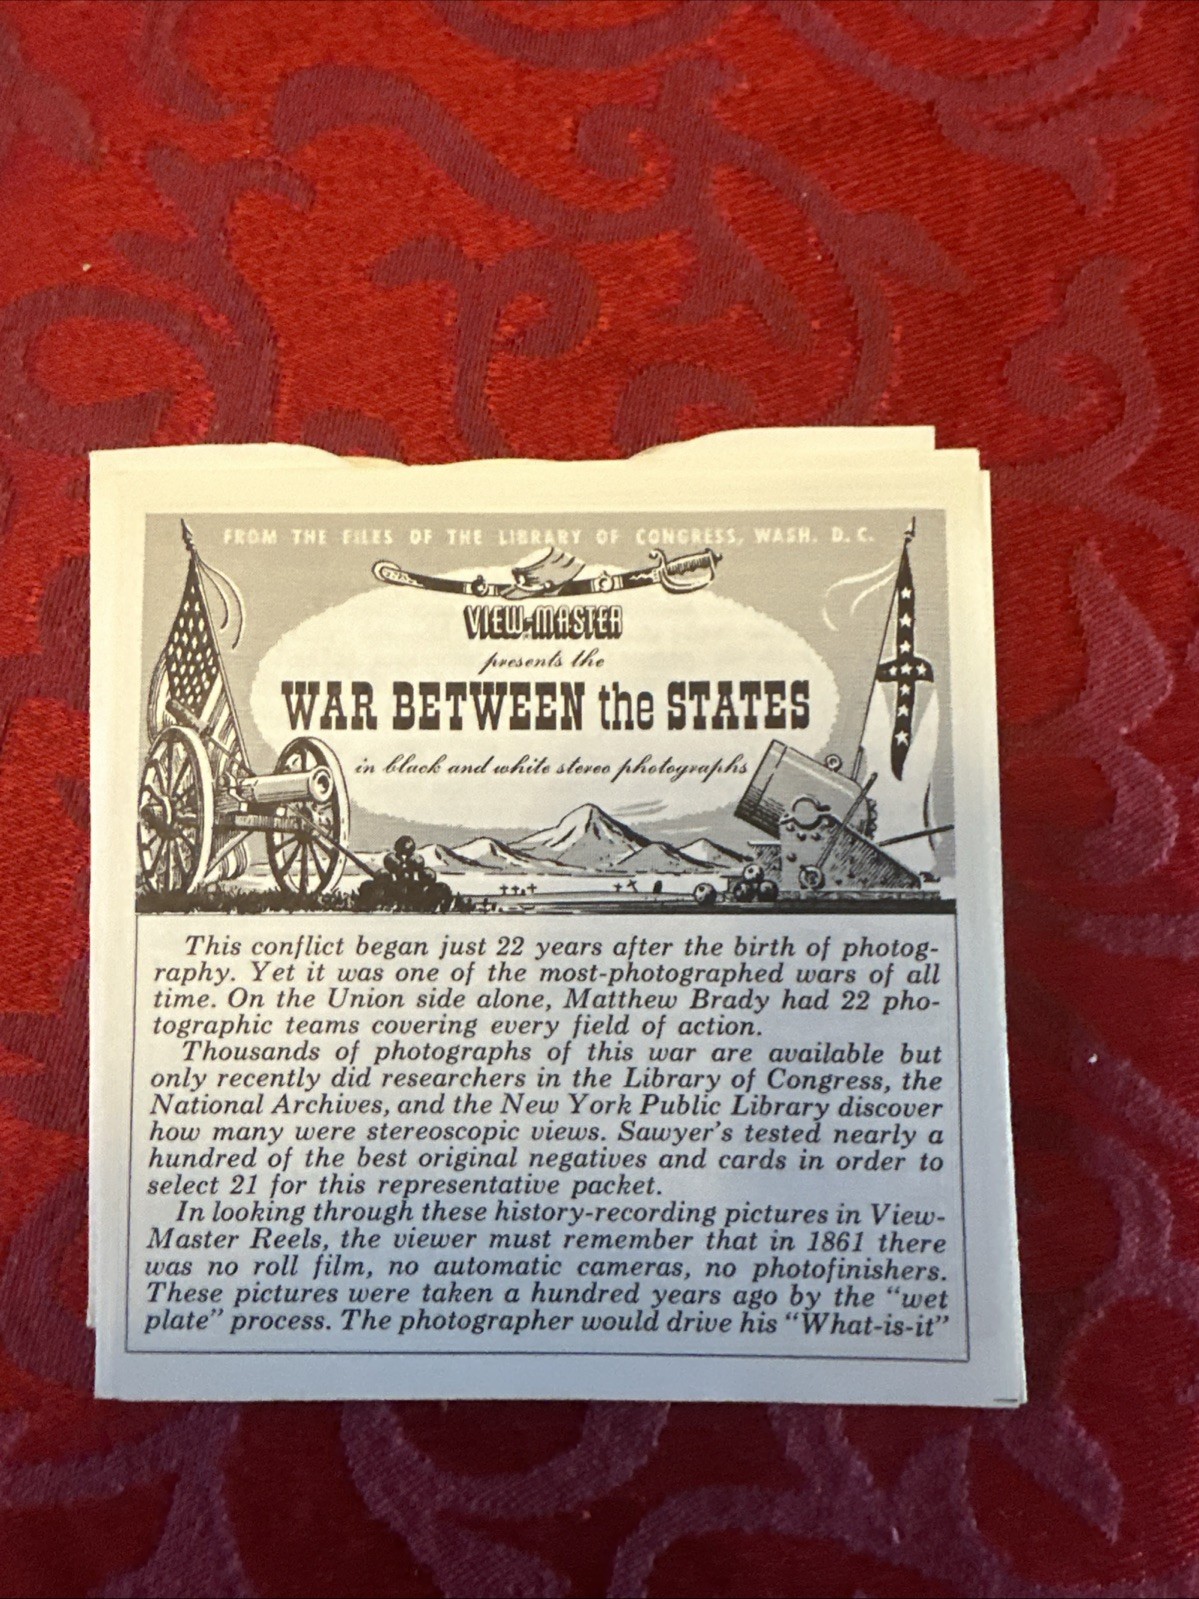 FROM THE FILES OF THE LIBRARY OF CONGRESS, WASH. D.C.
VIEW-MASTER
presents the
WAR BETWEEN the STATES
in black and white stereo photographs
This conflict began just 22 years after the birth of photog-
raphy. Yet it was one of the most-photographed wars of all
time. On the Union side alone, Matthew Brady had 22 pho-
tographic teams covering every field of action.
Thousands of photographs of this war are available but
only recently did researchers in the Library of Congress, the
National Archives, and the New York Public Library discover
how many were stereoscopic views. Sawyer's tested nearly a
hundred of the best original negatives and cards in order to
select 21 for this representative packet.
In looking through these history-recording pictures in View-
Master Reels, the viewer must remember that in 1861 there
was no roll film, no automatic cameras, no photofinishers.
These pictures were taken a hundred years ago by the "wet
plate" process. The photographer would drive his "What-is-it"